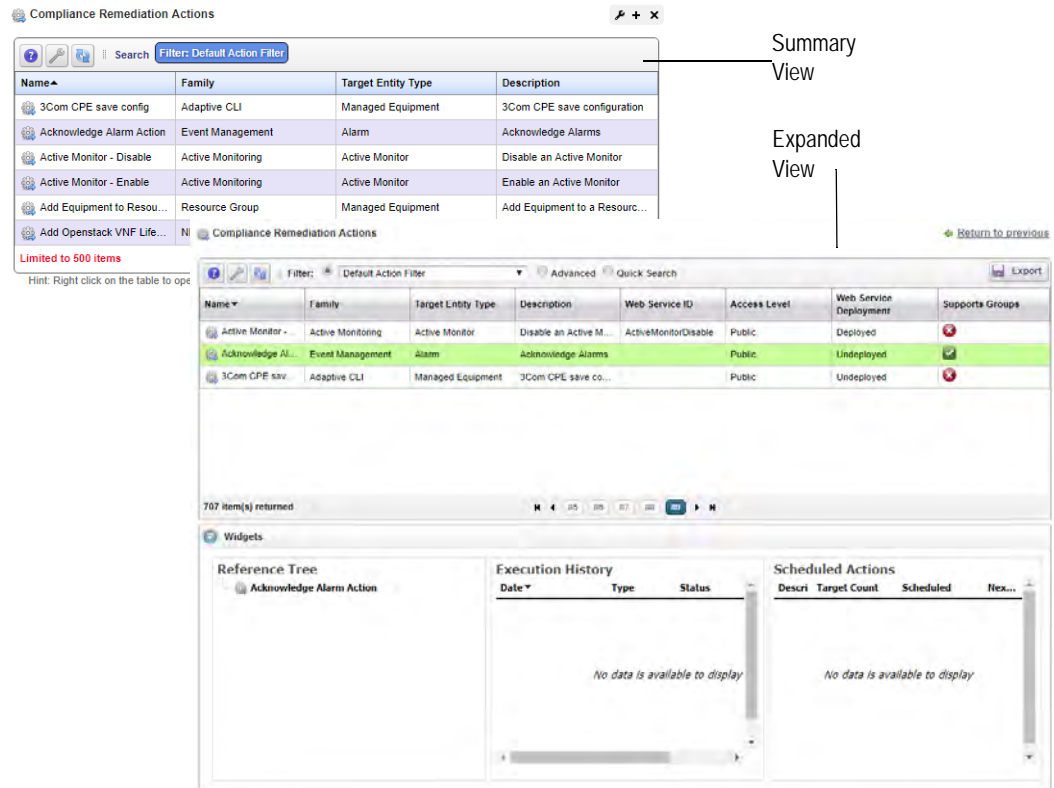 Compliance Remediation Actions
Summary View
Search Filter: Default Action Filter
Name Family Target Entity Type Description
3Com CPE save config Adaptive CLI Managed Equipment 3Com CPE save configuration
Acknowledge Alarm Action Event Management Alarm Acknowledge Alarms
Active Monitor - Disable Active Monitoring Active Monitor Disable an Active Monitor
Active Monitor - Enable Active Monitoring Active Monitor Enable an Active Monitor
Add Equipment to Resou... Resource Group Managed Equipment Add Equipment to a Resourc...
Add Openstack VNF Life...
Limited to 500 items
Hint: Right click on the table to ope
Expanded View
Compliance Remediation Actions Return to previous
Filter: Default Action Filter Advanced Quick Search Export
Name Family Target Entity Type Description Web Service ID Access Level Web Service Deployment Supports Groups
Active Monitor - ... Active Monitoring Active Monitor Disable an Active M... ActiveMonitorDisable Public Deployed
Acknowledge Al... Event Management Alarm Acknowledge Alarms Public Undeployed
3Com CPE sav... Adaptive CLI Managed Equipment 3Com CPE save co... Public Undeployed
707 item(s) returned
Widgets
Reference Tree
Acknowledge Alarm Action
Execution History
Date Type Status
No data is available to display
Scheduled Actions
Descri Target Count Scheduled Nex...
No data is available to display